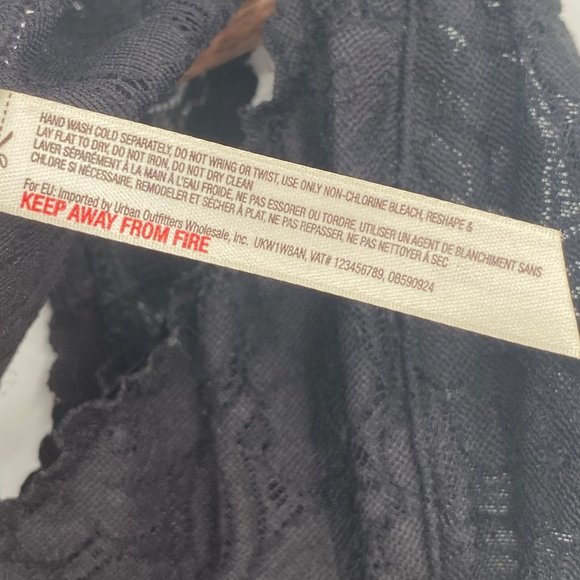 HAND WASH COLD SEPARATELY, DO NOT WRING OR TWIST, USE ONLY NON-CHLORINE BLEACH, RESHAPE &
LAY FLAT TO DRY, DO NOT IRON, DO NOT DRY CLEAN
LAVER SÉPARÉMENT À LA MAIN À L'EAU FROIDE, NE PAS ESSORER OU TORDRE, UTILISER UN AGENT DE BLANCHIMENT SANS
CHLORE SI NÉCESSAIRE, REMODELER ET SÉCHER À PLAT, NE PAS REPASSER, NE PAS NETTOYER À SEC
For EU: Imported by Urban Outfitters Wholesale, Inc. UKW1W8AN, VAT# 123456789, OB590924
KEEP AWAY FROM FIRE